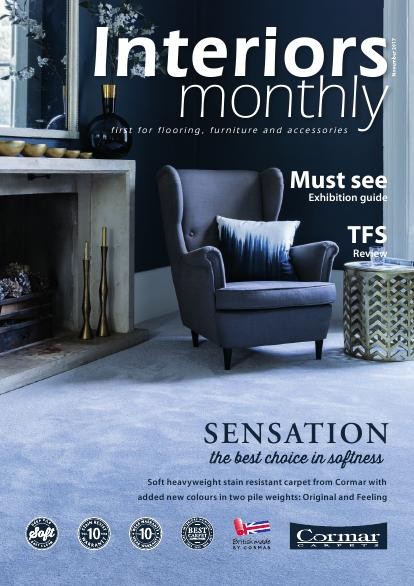 Interiors
monthly
November 2017
first for flooring, furniture and accessories
Must see
Exhibition guide
TFS
Review
SENSATION
the best choice in softness
Soft heavyweight stain resistant carpet from Cormar with
added new colours in two pile weights: Original and Feeling
Soft
10
10
BEST
CARPET
British made
BY CORMAR
Cormar
CARPETS